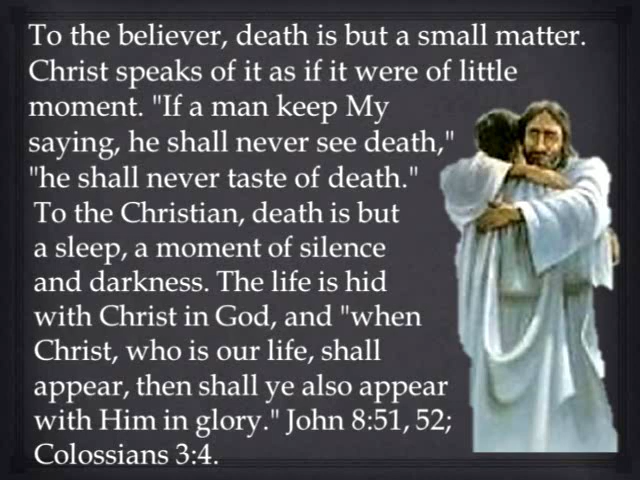 To the believer, death is but a small matter.
Christ speaks of it as if it were of little
moment. "If a man keep My
saying, he shall never see death,"
"he shall never taste of death."
To the Christian, death is but
a sleep, a moment of silence
and darkness. The life is hid
with Christ in God, and "when
Christ, who is our life, shall
appear, then shall ye also appear
with Him in glory." John 8:51, 52;
Colossians 3:4.